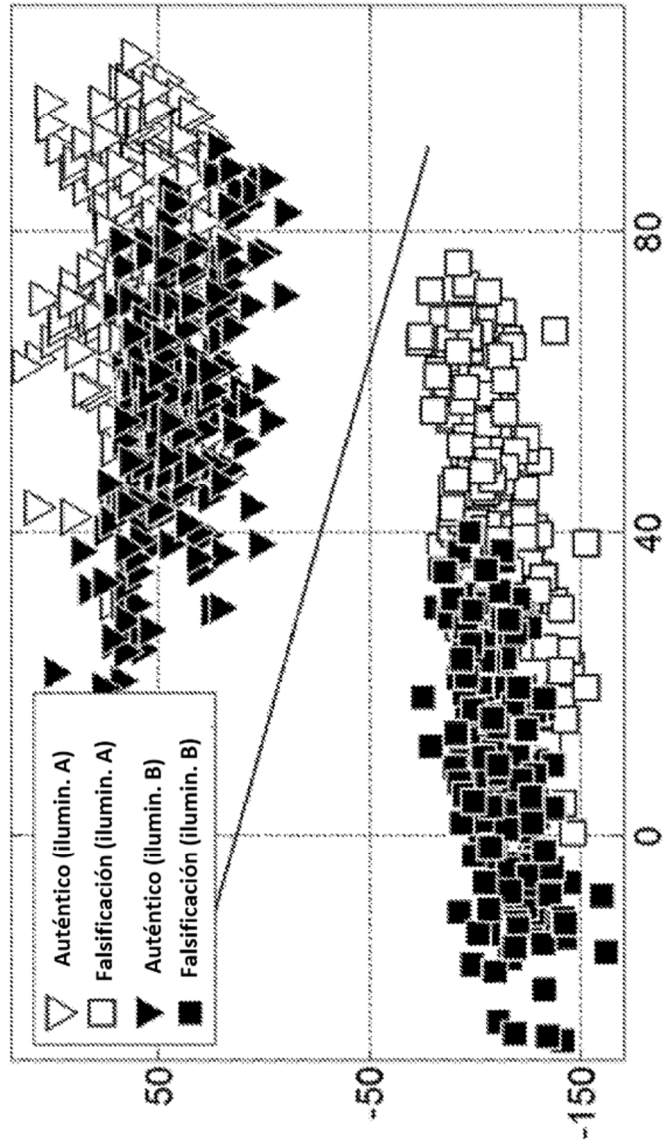 Auténtico (ilumin. A)
Falsificación (ilumin. A)
Auténtico (ilumin. B)
Falsificación (ilumin. B)
50
-50
-150
0
40
80